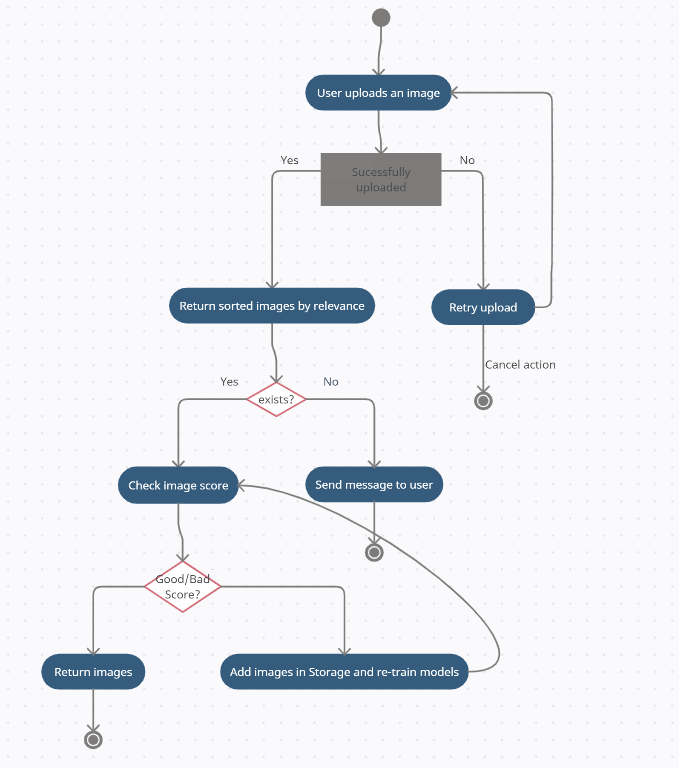 User uploads an image
Yes
Sucessfully
uploaded
No
Return sorted images by relevance
Retry upload
Cancel action
Yes
No
exists?
Check image score
Send message to user
Good/Bad
Score?
Return images
Add images in Storage and re-train models